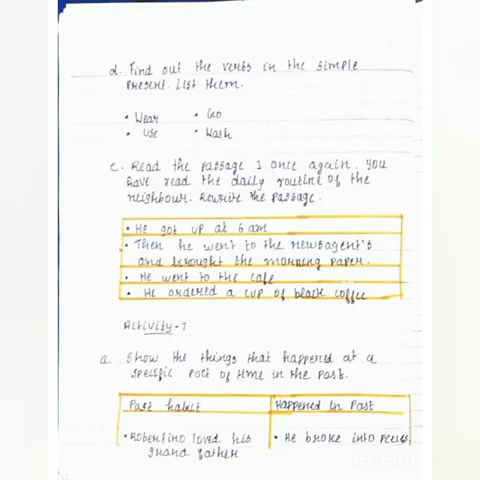 d. Find out the verbs in the simple
present. List them.
• Wear • Go
• use • Wash
c. Read the passage 1 once again. You
have read the daily routine of the
neighbour. Rewrite the passage.
• He got up at 6 am
• Then he went to the newsagent's
and brought the morning paper.
• He went to the cafe
• He ordered a cup of black coffee
Activity-1
a. Show the things that happened at a
specific point of time in the past.
Past habit Happened in Past
• Robertino loved his • He broke into pieces
grand father